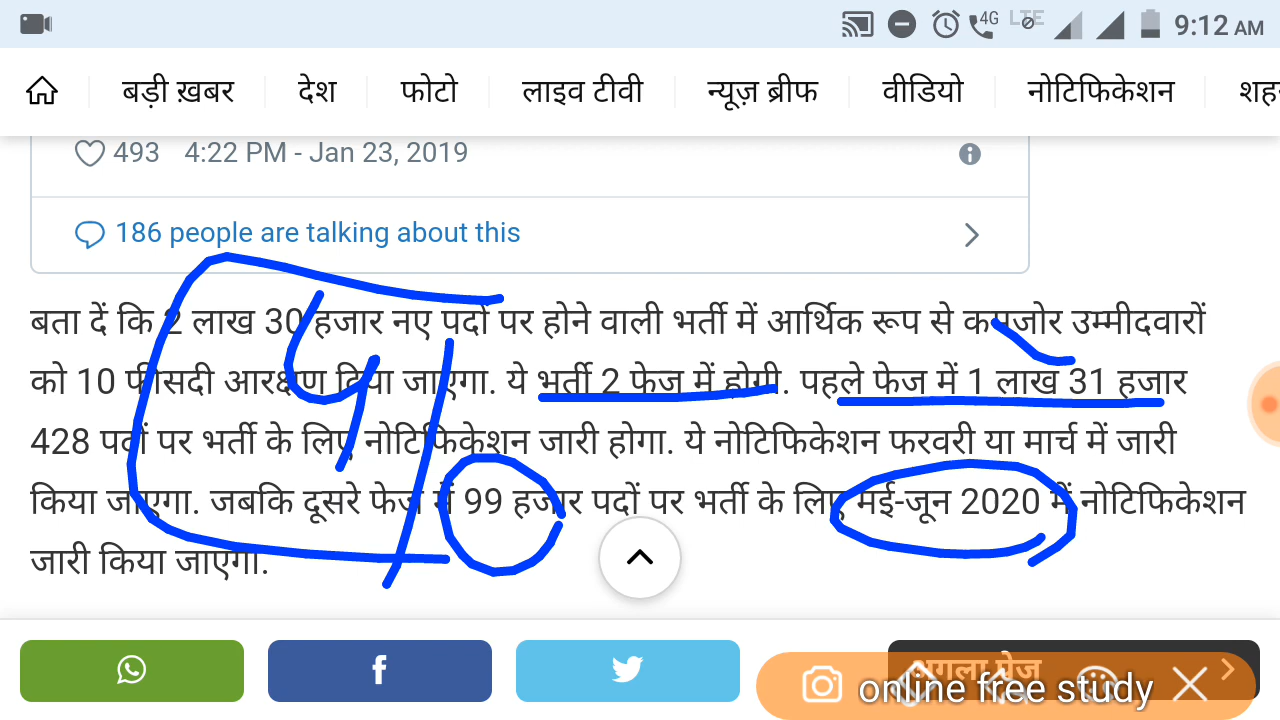 4G LTE 9:12 AM
बड़ी ख़बर देश फोटो लाइव टीवी न्यूज़ ब्रीफ वीडियो नोटिफिकेशन
493 4:22 PM - Jan 23, 2019
186 people are talking about this
बता दें कि 2 लाख 30 हजार नए पदों पर होने वाली भर्ती में आर्थिक रूप से कमजोर उम्मीदवारों
को 10 फीसदी आरक्षण दिया जाएगा. ये भर्ती 2 फेज में होगी. पहले फेज में 1 लाख 31 हजार
428 पदों पर भर्ती के लिए नोटिफिकेशन जारी होगा. ये नोटिफिकेशन फरवरी या मार्च में जारी
किया जाएगा. जबकि दूसरे फेज में 99 हजार पदों पर भर्ती के लिए मई-जून 2020 में नोटिफिकेशन
जारी किया जाएगा.
अगला पेज
online free study